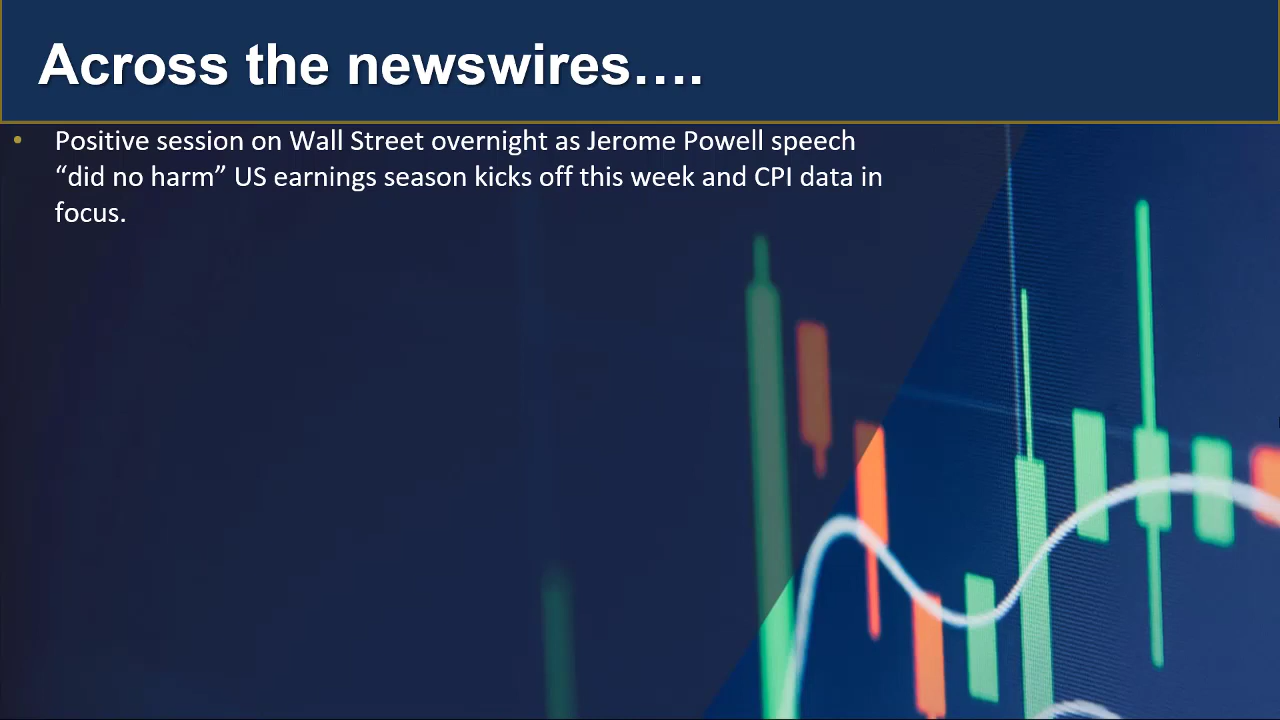 Across the newswires….
• Positive session on Wall Street overnight as Jerome Powell speech
“did no harm” US earnings season kicks off this week and CPI data in
focus.